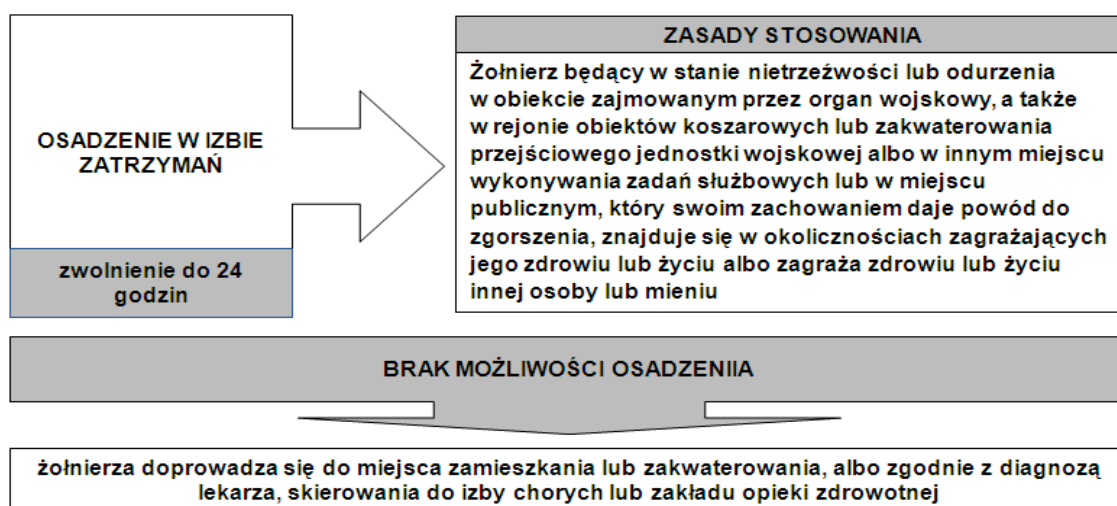 OSADZENIE W IZBIE
ZATRZYMAŃ
zwolnienie do 24
godzin
ZASADY STOSOWANIA
Żołnierz będący w stanie nietrzeźwości lub odurzenia
w obiekcie zajmowanym przez organ wojskowy, a także
w rejonie obiektów koszarowych lub zakwaterowania
przejściowego jednostki wojskowej albo w innym miejscu
wykonywania zadań służbowych lub w miejscu
publicznym, który swoim zachowaniem daje powód do
zgorszenia, znajduje się w okolicznościach zagrażających
jego zdrowiu lub życiu albo zagraża zdrowiu lub życiu
innej osoby lub mieniu
BRAK MOŻLIWOŚCI OSADZENIIA
żołnierza doprowadza się do miejsca zamieszkania lub zakwaterowania, albo zgodnie z diagnozą
lekarza, skierowania do izby chorych lub zakładu opieki zdrowotnej